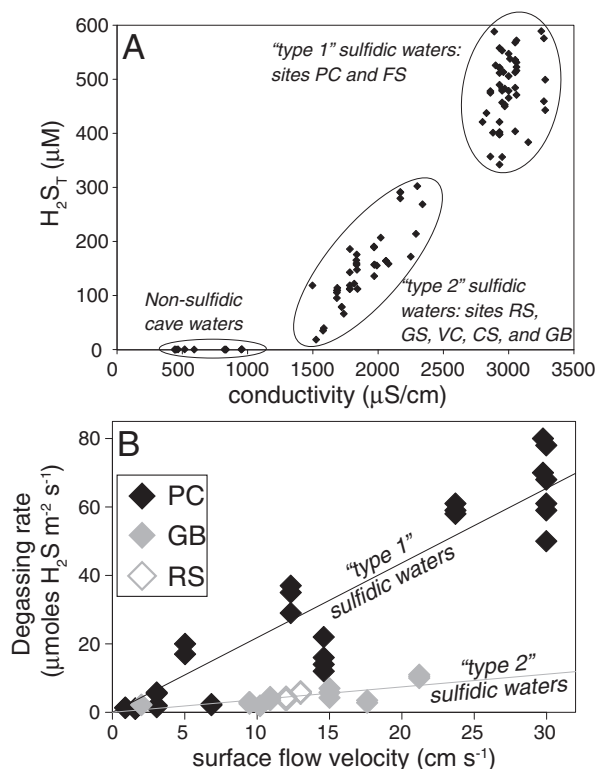 A
600
500
400
300
200
100
0
H₂S_T (μM)
"type 1" sulfidic waters:
sites PC and FS
Non-sulfidic
cave waters
"type 2" sulfidic
waters: sites RS,
GS, VC, CS, and GB
0 500 1000 1500 2000 2500 3000 3500
conductivity (μS/cm)
B
80
60
40
20
0
Degassing rate
(μmoles H₂S m⁻² s⁻¹)
PC
GB
RS
"type 1"
sulfidic waters
"type 2"
sulfidic waters
0 5 10 15 20 25 30
surface flow velocity (cm s⁻¹)